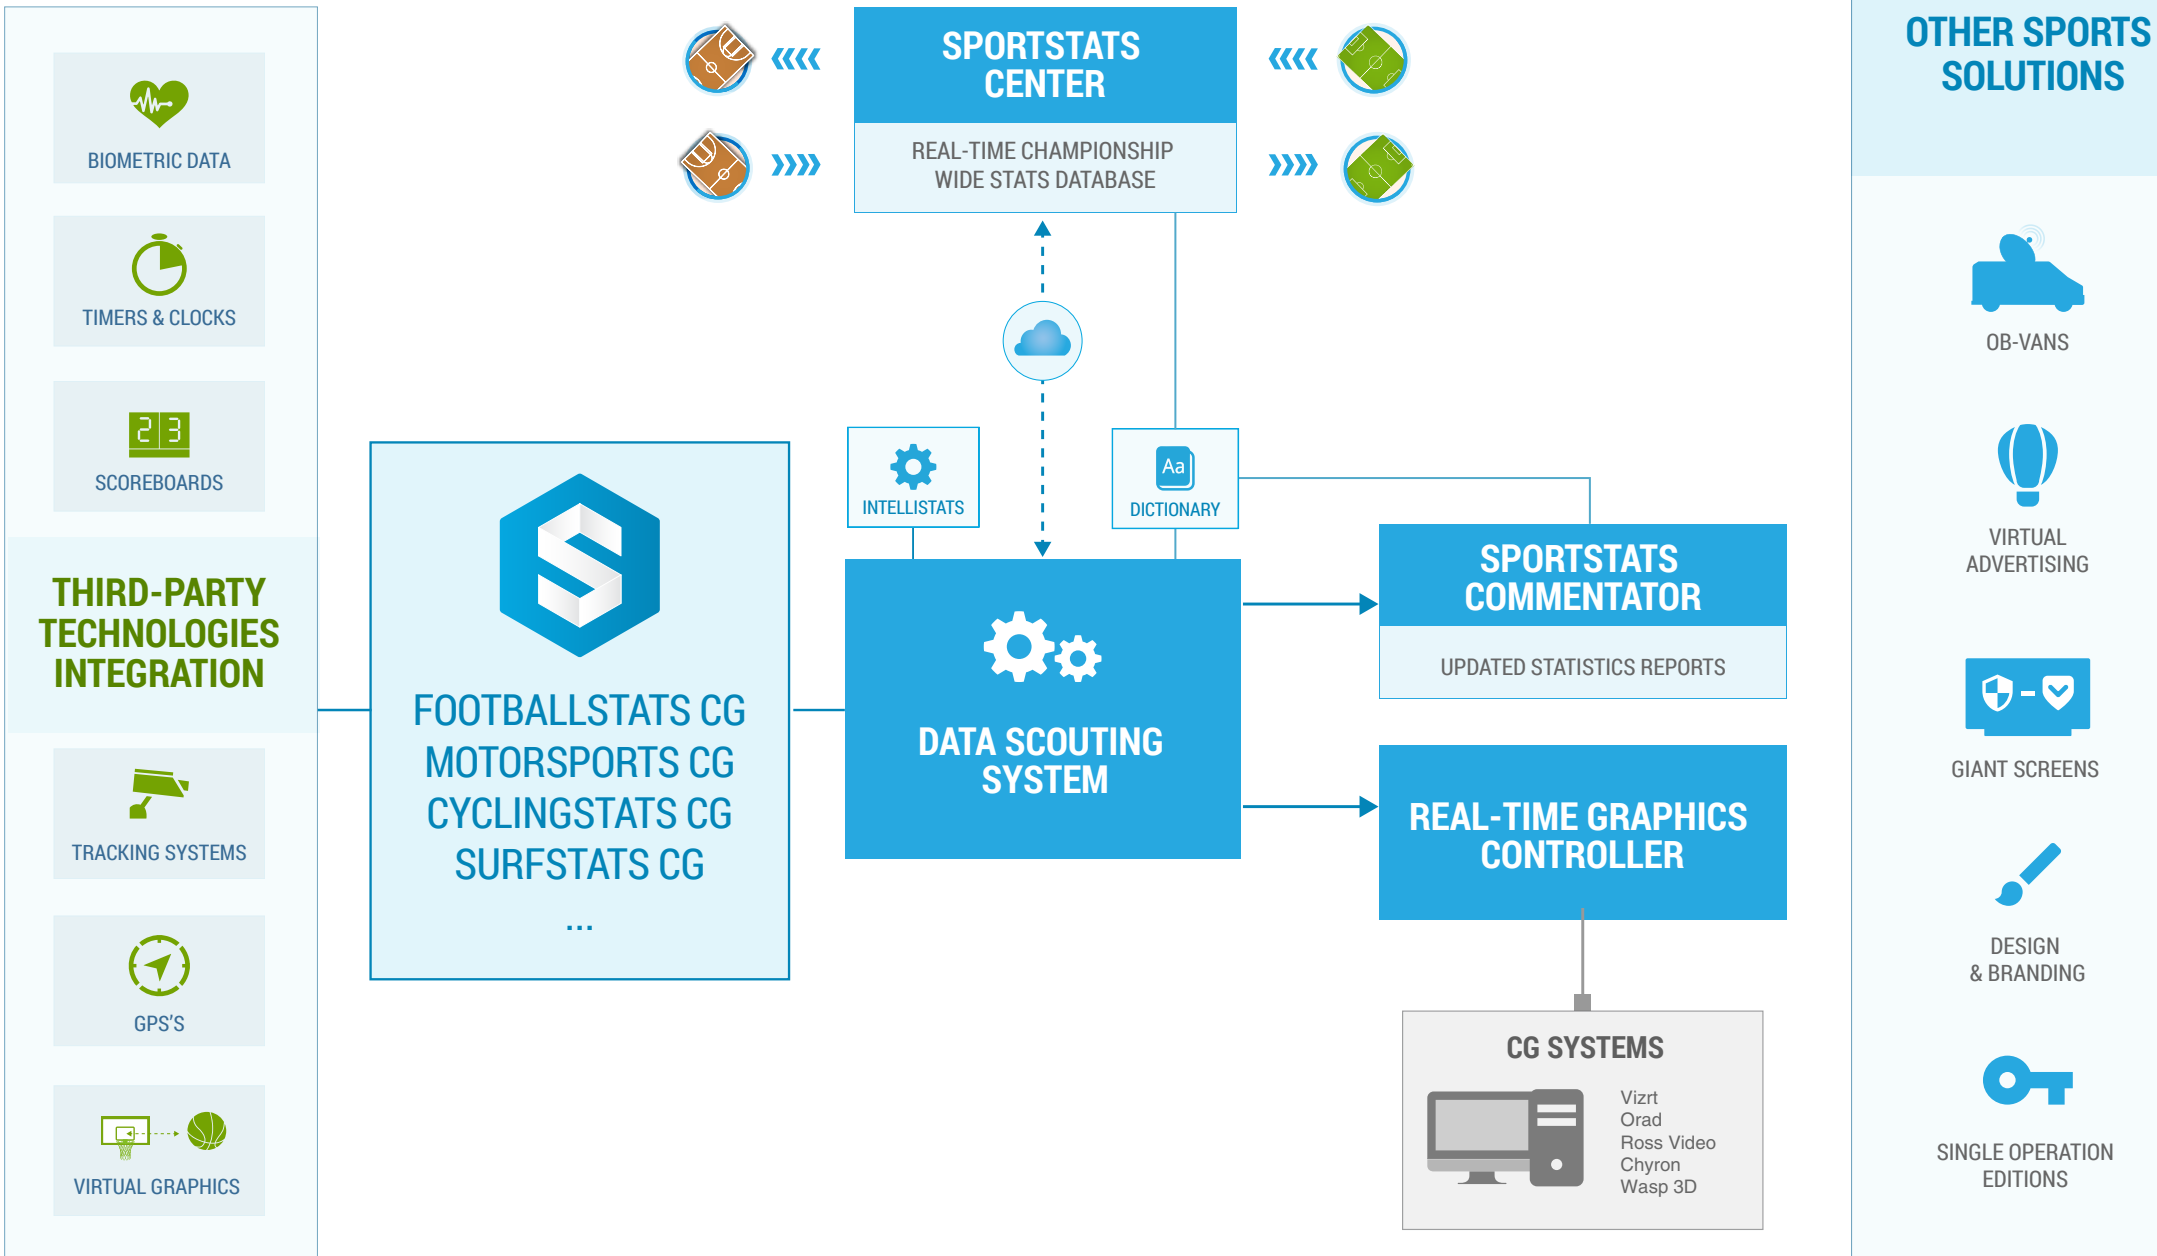 BIOMETRIC DATA
TIMERS & CLOCKS
23
SCOREBOARDS
THIRD-PARTY
TECHNOLOGIES
INTEGRATION
TRACKING SYSTEMS
GPS'S
VIRTUAL GRAPHICS
FOOTBALLSTATS CG
MOTORSPORTS CG
CYCLINGSTATS CG
SURFSTATS CG
...
SPORTSTATS
CENTER
REAL-TIME CHAMPIONSHIP
WIDE STATS DATABASE
INTELLISTATS
Aa
DICTIONARY
DATA SCOUTING
SYSTEM
SPORTSTATS
COMMENTATOR
UPDATED STATISTICS REPORTS
REAL-TIME GRAPHICS
CONTROLLER
CG SYSTEMS
Vizrt
Orad
Ross Video
Chyron
Wasp 3D
OTHER SPORTS
SOLUTIONS
OB-VANS
VIRTUAL
ADVERTISING
GIANT SCREENS
DESIGN
& BRANDING
SINGLE OPERATION
EDITIONS